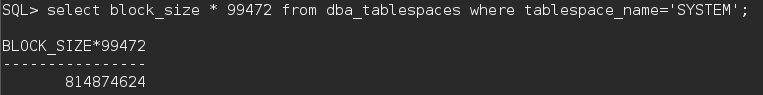 SQL> select block_size * 99472 from dba_tablespaces where tablespace_name='SYSTEM';
BLOCK_SIZE*99472
----------------
814874624